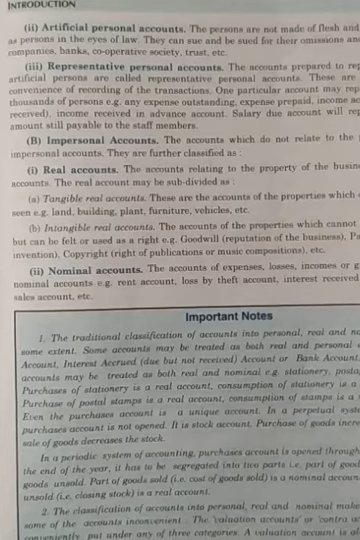 INTRODUCTION
(ii) Artificial personal accounts. The persons are not made of flesh and
as persons in the eyes of law. They can sue and be sued for their omissions an
companies, banks, co-operative society, trust, etc.
(iii) Representative personal accounts. The accounts prepared to rep
artificial persons are called representative personal accounts. These are
convenience of recording of the transactions. One particular account may rep
thousands of persons e.g. any expense outstanding, expense prepaid, income ac
received), income received in advance account. Salary due account will rep
amount still payable to the staff members.
(B) Impersonal Accounts. The accounts which do not relate to the
impersonal accounts. They are further classified as :
(i) Real accounts. The accounts relating to the property of the busin
accounts. The real account may be sub-divided as :
(a) Tangible real accounts. These are the accounts of the properties which
seen e.g. land, building, plant, furniture, vehicles, etc.
(b) Intangible real accounts. The accounts of the properties which cannot
but can be felt or used as a right e.g. Goodwill (reputation of the business), Pa
invention), Copyright (right of publications or music compositions), etc.
(ii) Nominal accounts. The accounts of expenses, losses, incomes or g
nominal accounts e.g. rent account, loss by theft account, interest received
sales account, etc.
Important Notes
1. The traditional classification of accounts into personal, real and no
some extent. Some accounts may be treated as both real and personal
Account, Interest Accrued (due but not received) Account or Bank Account,
accounts may be treated as both real and nominal e.g. stationery, posta
Purchases of stationery is a real account, consumption of stationery is a
Purchase of postal stamps is a real account, consumption of stamps is a
Even the purchases account is a unique account. In a perpetual syst
purchases account is not opened. It is stock account. Purchase of goods incre
sale of goods decreases the stock.
In a periodic system of accounting, purchases account is opened through
the end of the year, it has to be segregated into two parts i.e. part of good
goods unsold. Part of goods sold (i.e. cost of goods sold) is a nominal accoun
unsold (i.e. closing stock) is a real account.
2. The classification of accounts into personal, real and nominal make
some of the accounts inconvenient. The 'valuation accounts' or 'contra
conveniently put under any of three categories. A valuation account is a